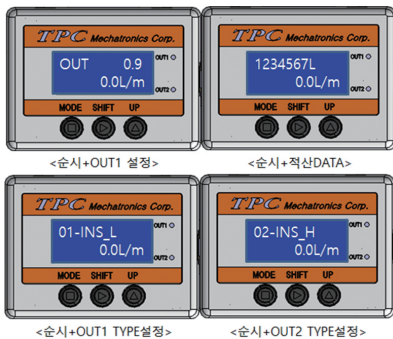 TPC Mechatronics Corp.
OUT 0.9
0.0L/m
OUT1
OUT2
MODE SHIFT UP
<순시+OUT1 설정>
TPC Mechatronics Corp.
1234567L
0.0L/m
OUT1
OUT2
MODE SHIFT UP
<순시+적산DATA>
TPC Mechatronics Corp.
01-INS_L
0.0L/m
OUT1
OUT2
MODE SHIFT UP
<순시+OUT1 TYPE설정>
TPC Mechatronics Corp.
02-INS_H
0.0L/m
OUT1
OUT2
MODE SHIFT UP
<순시+OUT2 TYPE설정>